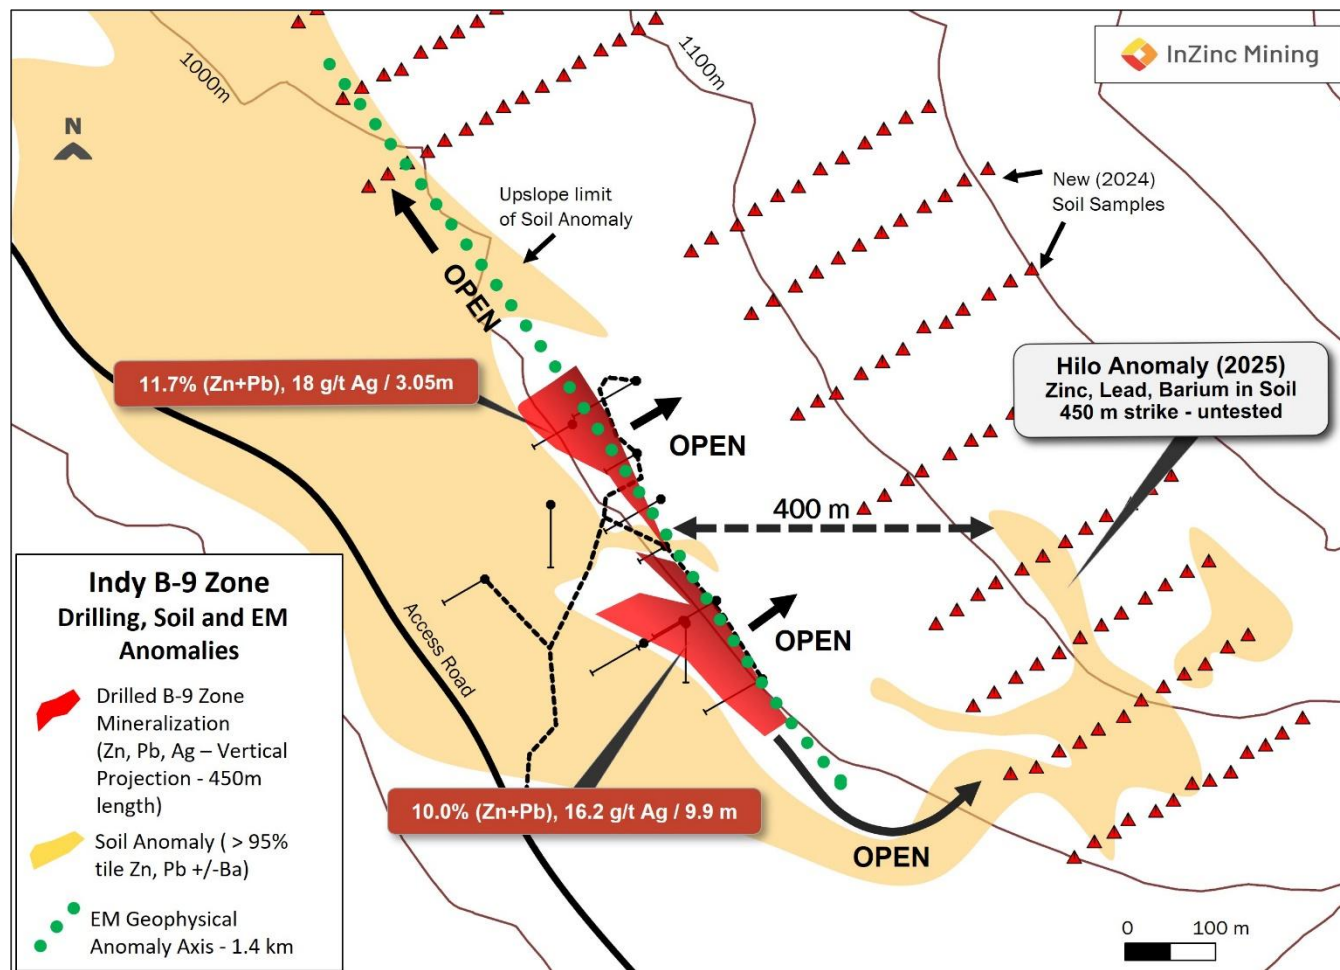 InZinc Mining
1000m
1100m
N
Upslope limit
of Soil Anomaly
New (2024)
Soil Samples
OPEN
11.7% (Zn+Pb), 18 g/t Ag / 3.05m
Hilo Anomaly (2025)
Zinc, Lead, Barium in Soil
450 m strike - untested
OPEN
400 m
OPEN
Access Road
10.0% (Zn+Pb), 16.2 g/t Ag / 9.9 m
OPEN
Indy B-9 Zone
Drilling, Soil and EM
Anomalies
Drilled B-9 Zone
Mineralization
(Zn, Pb, Ag – Vertical
Projection - 450m
length)
Soil Anomaly ( > 95%
tile Zn, Pb +/-Ba)
EM Geophysical
Anomaly Axis - 1.4 km
0 100 m